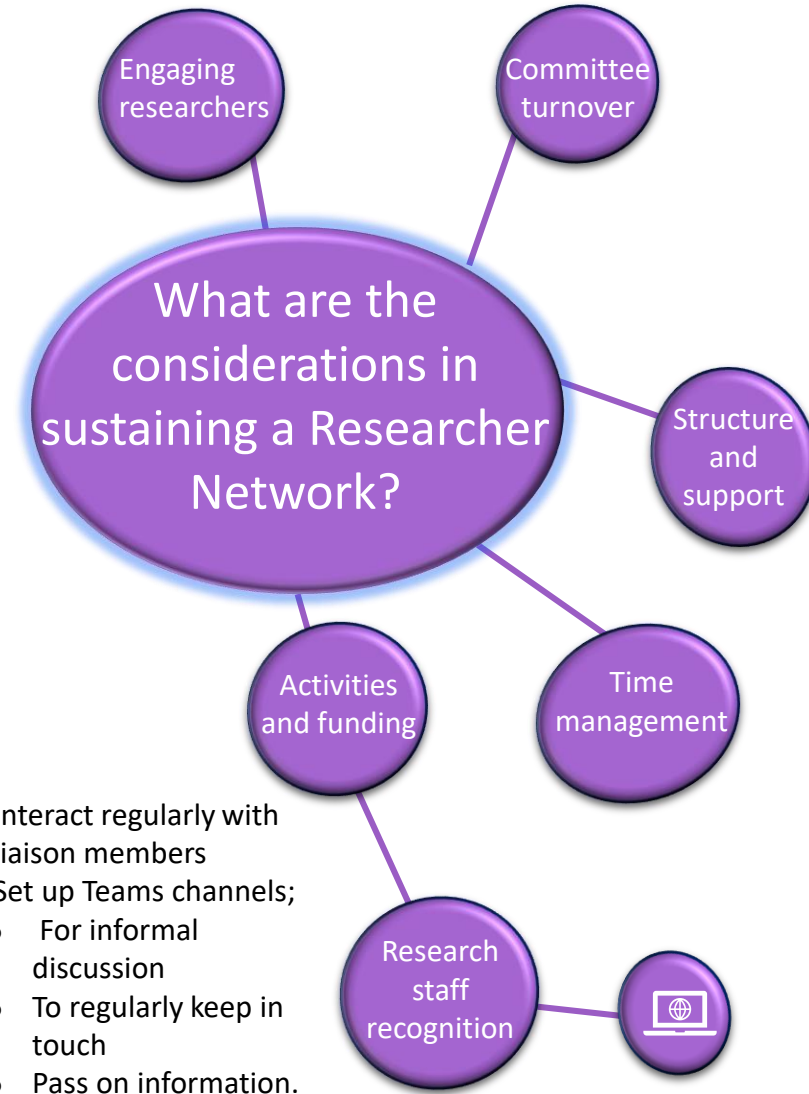 Engaging
researchers
Committee
turnover
What are the
considerations in
sustaining a Researcher
Network?
Structure
and
support
Time
management
Activities
and funding
nteract regularly with
iaison members
Set up Teams channels;
For informal
discussion
To regularly keep in
touch
Pass on information.
Research
staff
recognition